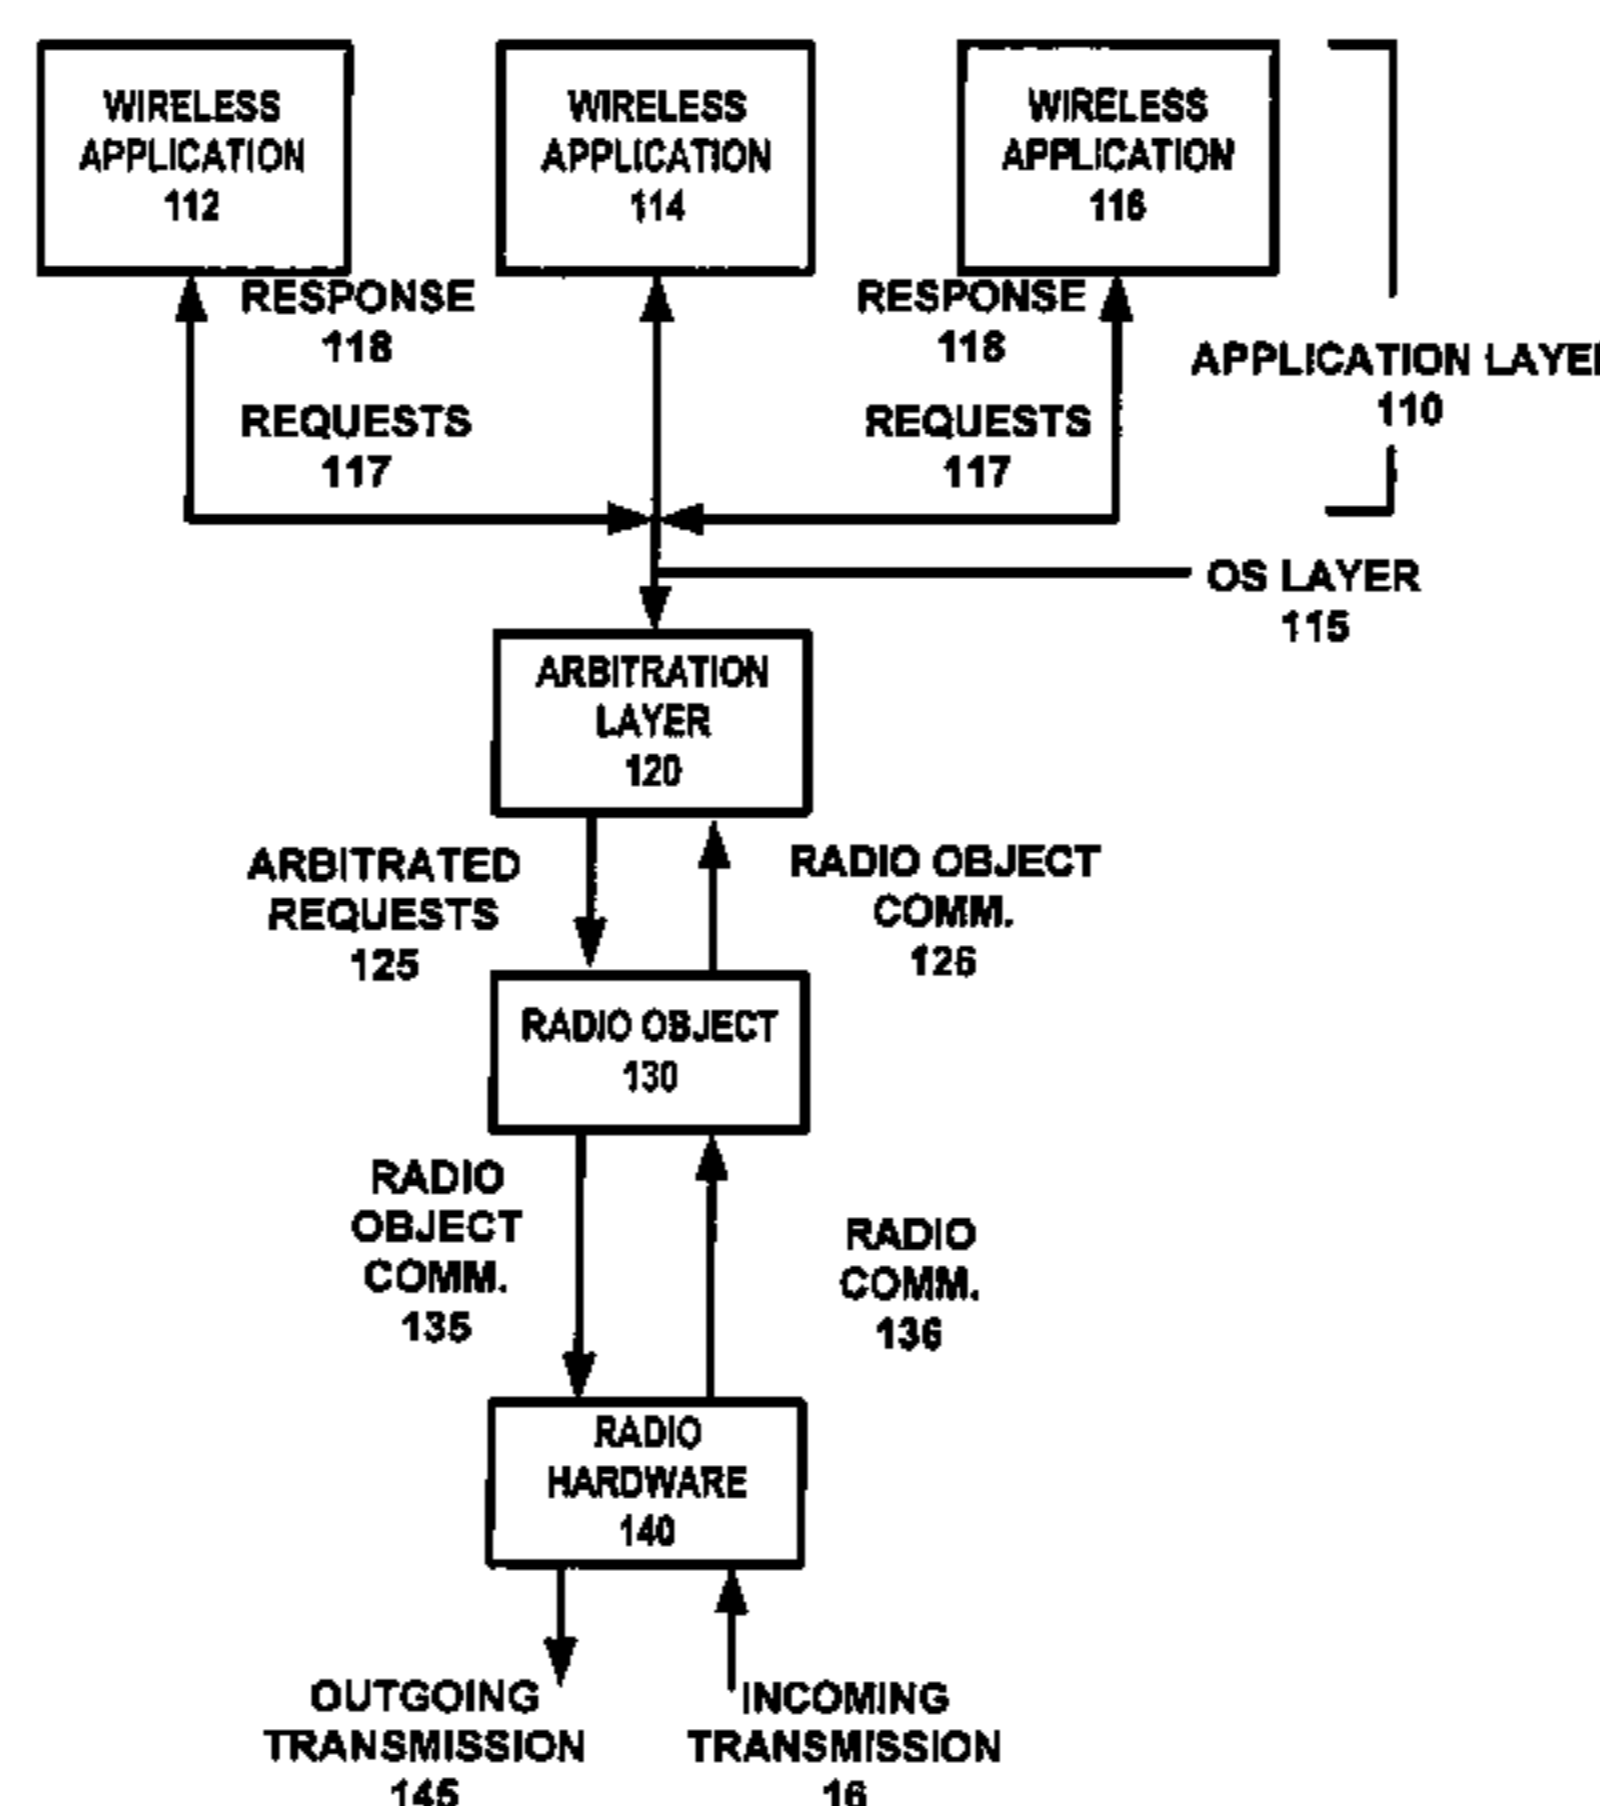 WIRELESS
APPLICATION
112
WIRELESS
APPLICATION
114
WIRELESS
APPLICATION
116
RESPONSE
118
REQUESTS
117
RESPONSE
118
REQUESTS
117
APPLICATION LAYER
110
OS LAYER
115
ARBITRATION
LAYER
120
ARBITRATED
REQUESTS
125
RADIO OBJECT
COMM.
126
RADIO OBJECT
130
RADIO
OBJECT
COMM.
135
RADIO
COMM.
136
RADIO
HARDWARE
140
OUTGOING
TRANSMISSION
145
INCOMING
TRANSMISSION
16